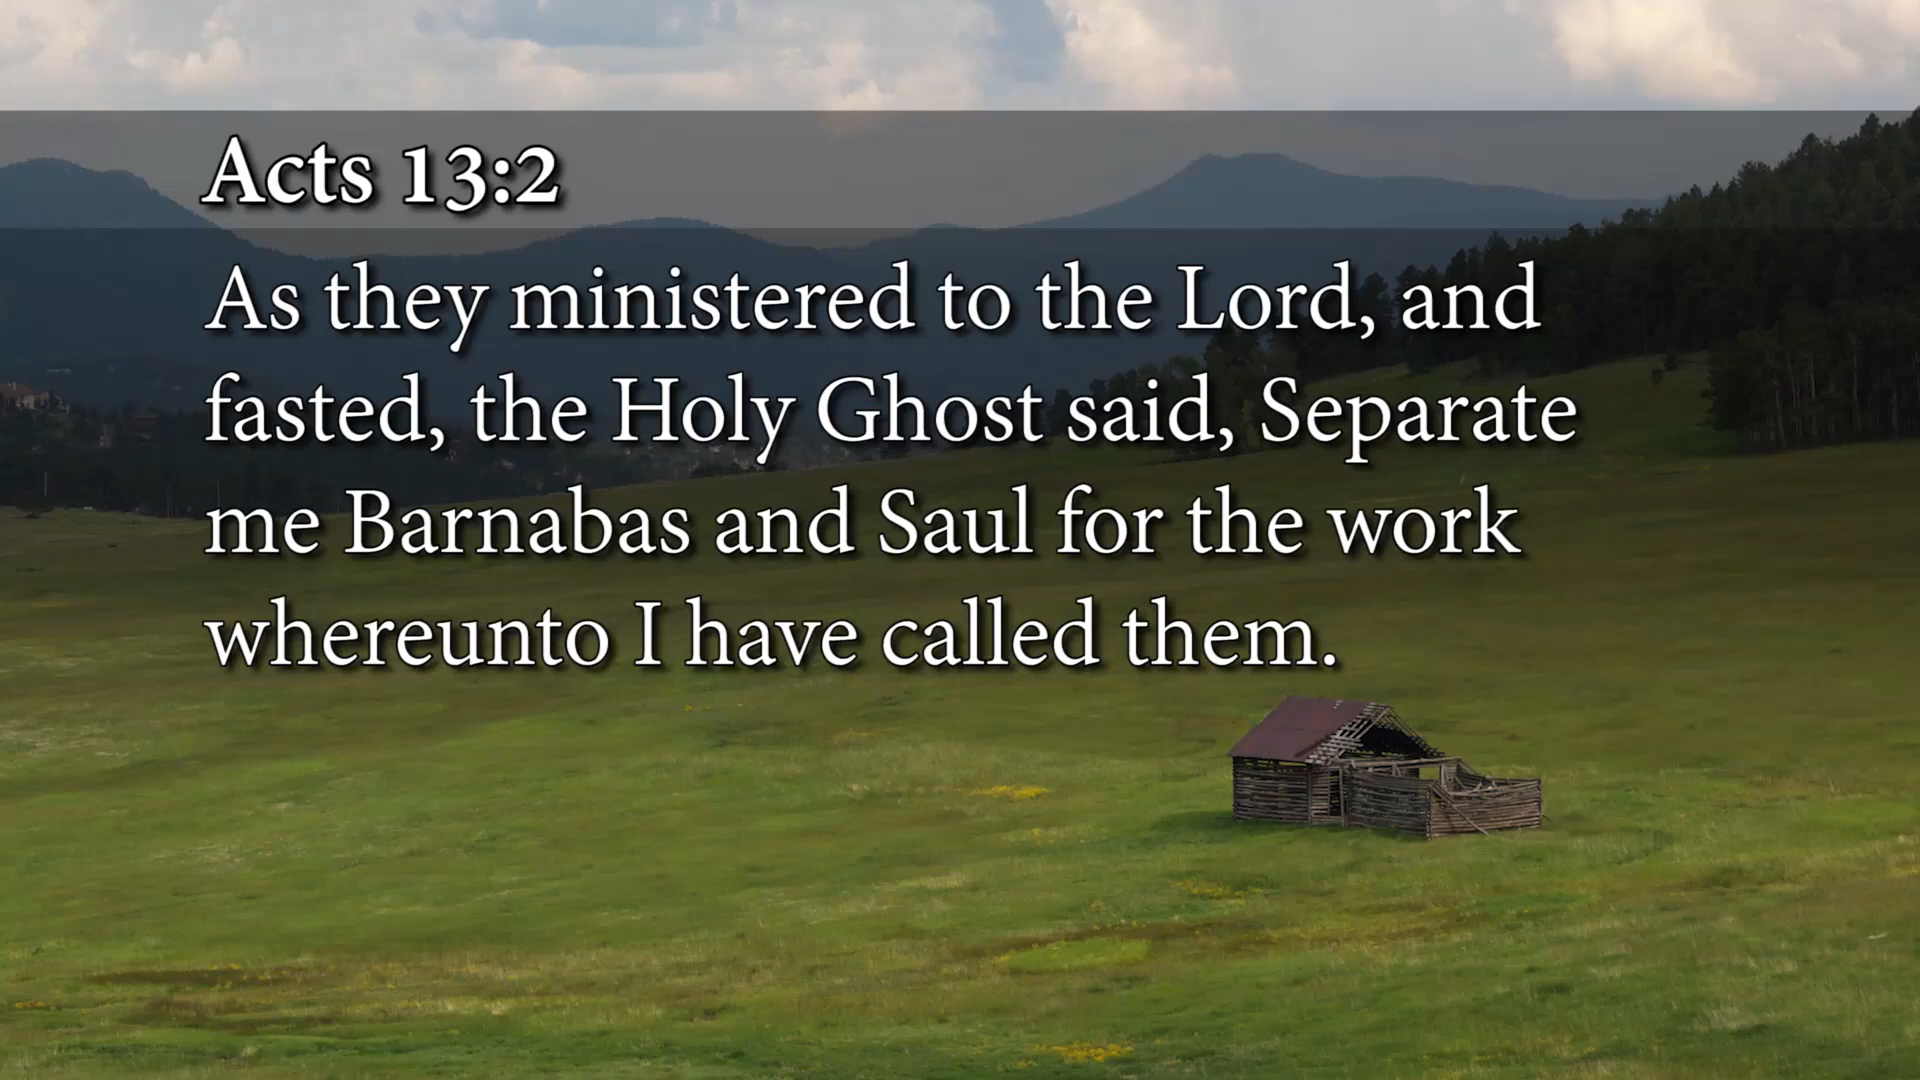 Acts 13:2
As they ministered to the Lord, and
fasted, the Holy Ghost said, Separate
me Barnabas and Saul for the work
whereunto I have called them.